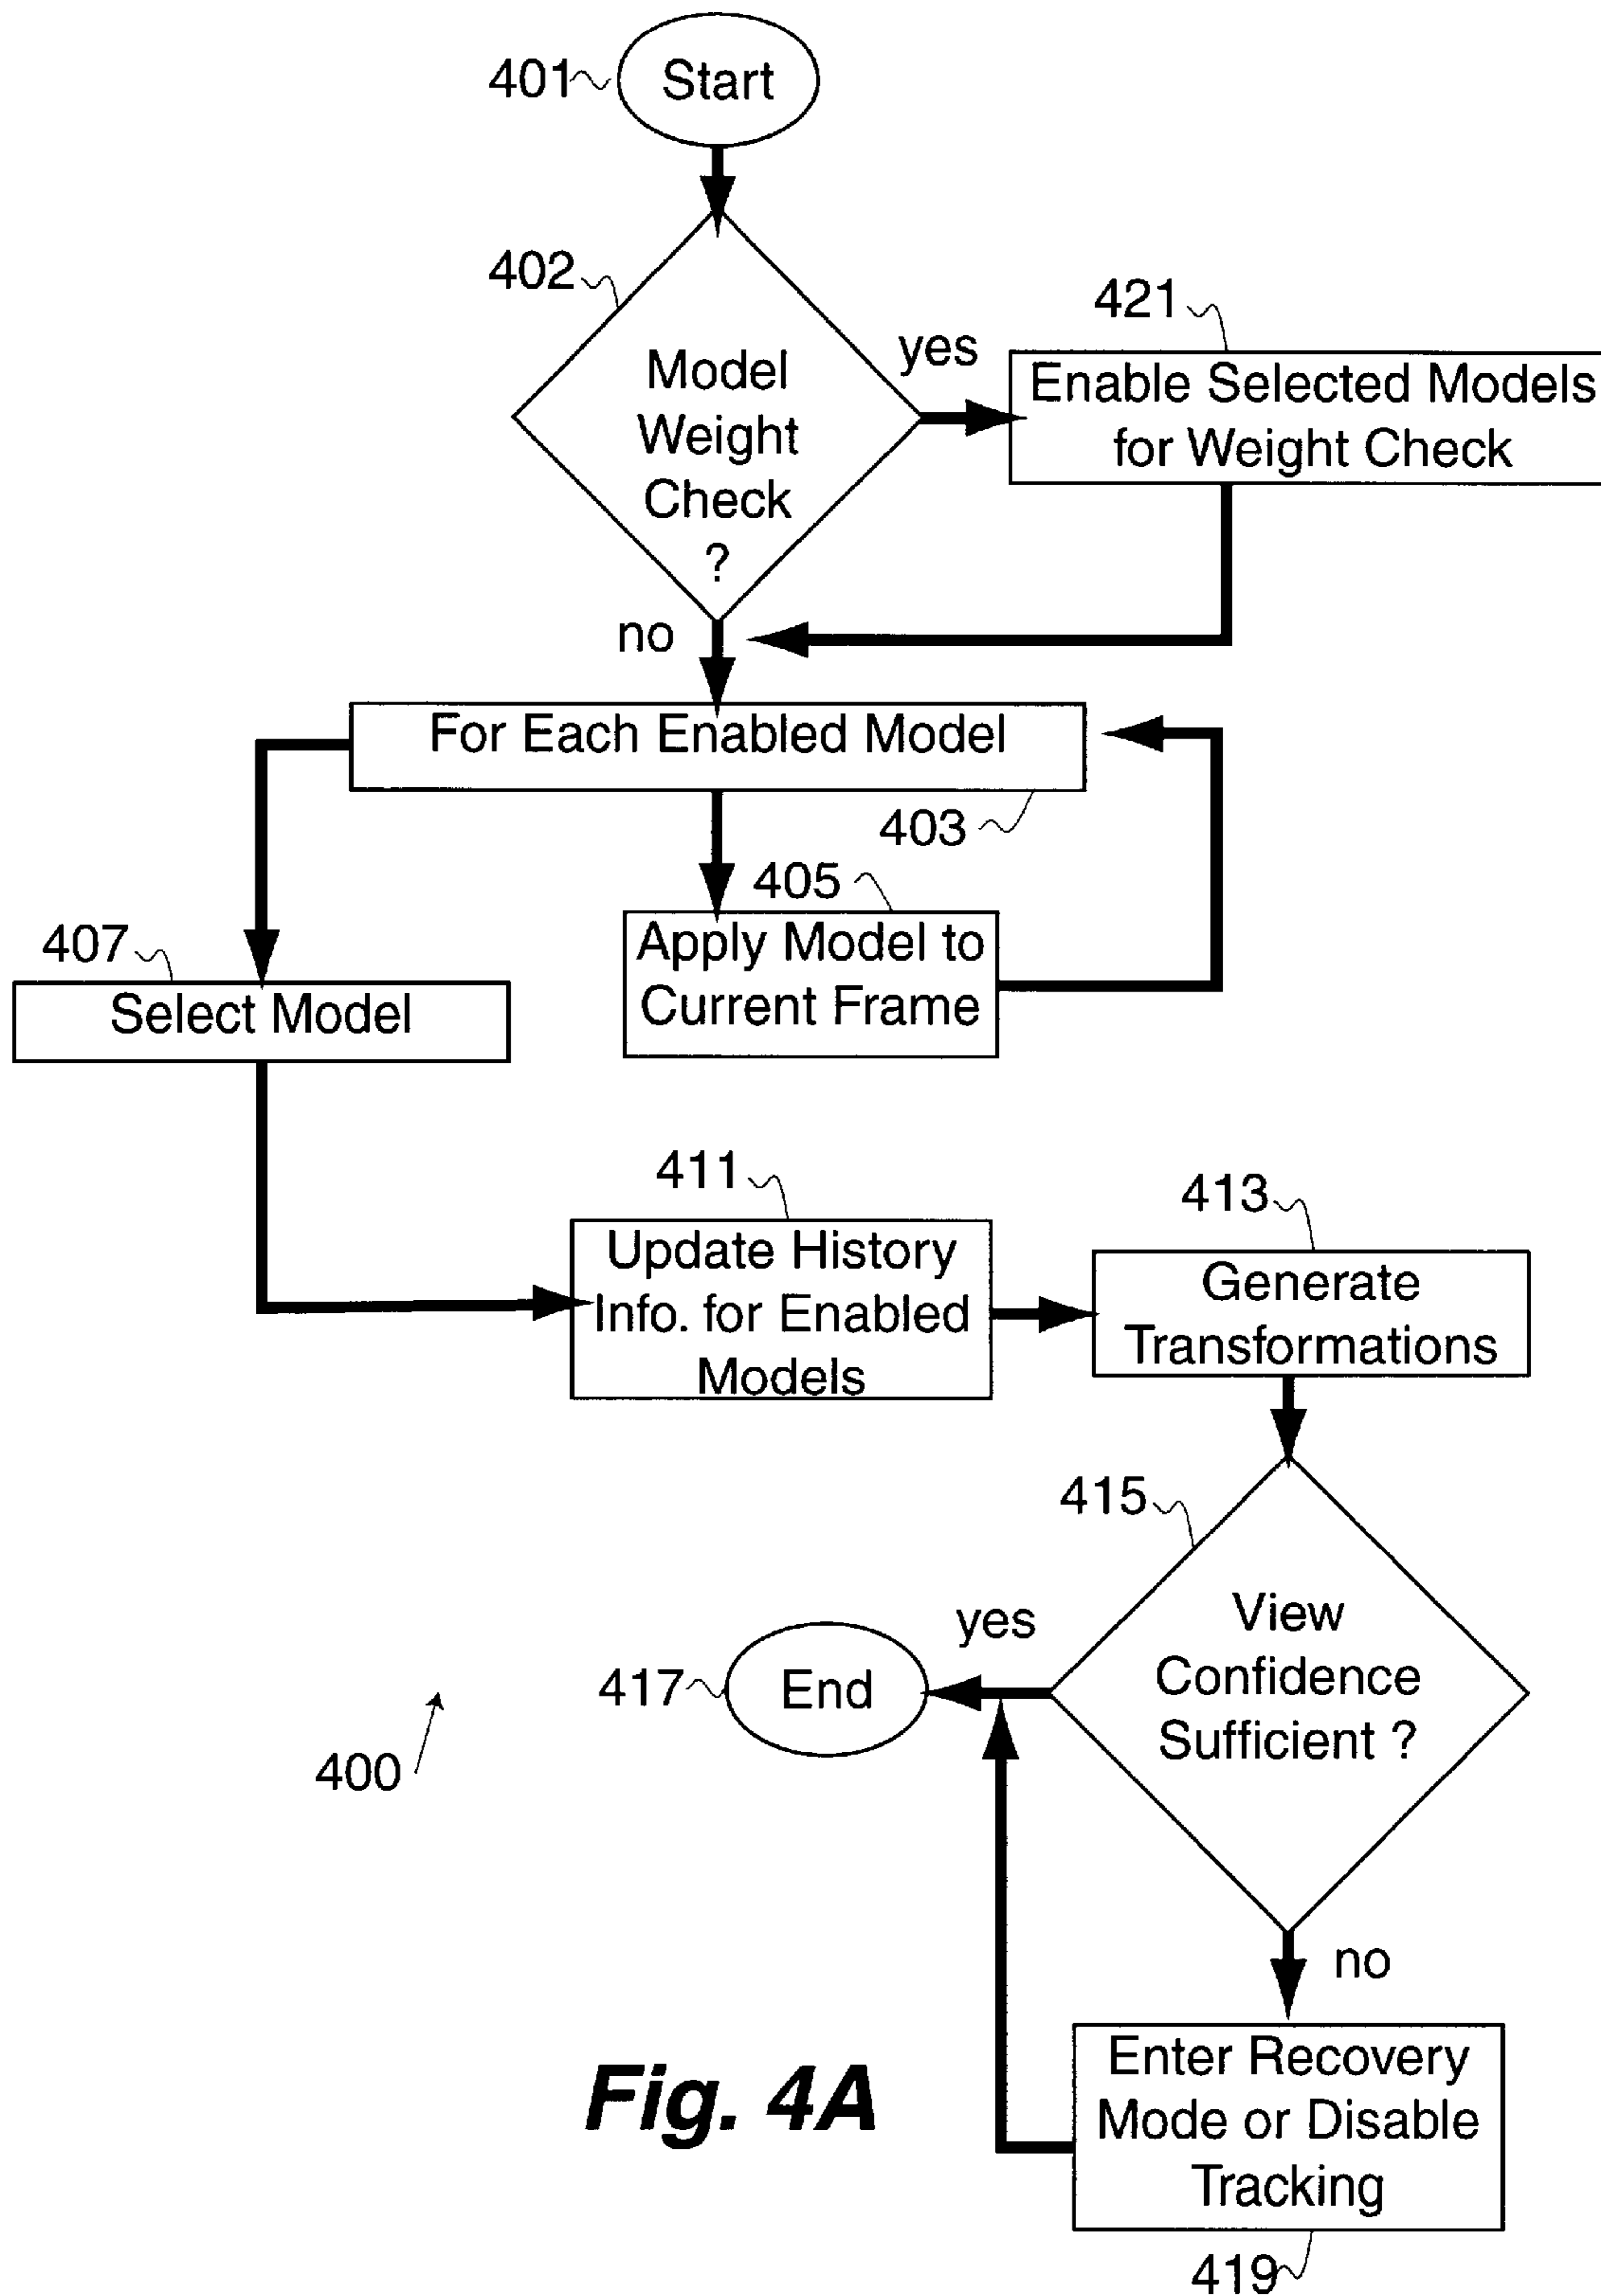 401
Start
402
Model
Weight
Check
?
yes
421
Enable Selected Models
for Weight Check
no
For Each Enabled Model
403
405
Apply Model to
Current Frame
407
Select Model
411
Update History
Info. for Enabled
Models
413
Generate
Transformations
415
View
Confidence
Sufficient ?
yes
417
End
400
no
Enter Recovery
Mode or Disable
Tracking
419
Fig. 4A